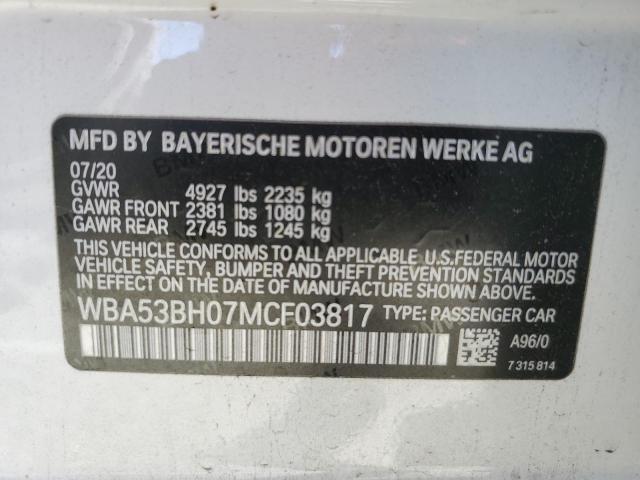 MFD BY BAYERISCHE MOTOREN WERKE AG
07/20
GVWR 4927 lbs 2235 kg
GAWR FRONT 2381 lbs 1080 kg
GAWR REAR 2745 lbs 1245 kg
THIS VEHICLE CONFORMS TO ALL APPLICABLE U.S.FEDERAL MOTOR
VEHICLE SAFETY, BUMPER AND THEFT PREVENTION STANDARDS
IN EFFECT ON THE DATE OF MANUFACTURE SHOWN ABOVE.
WBA53BH07MCF03817 TYPE: PASSENGER CAR
A96/0
7 315 814